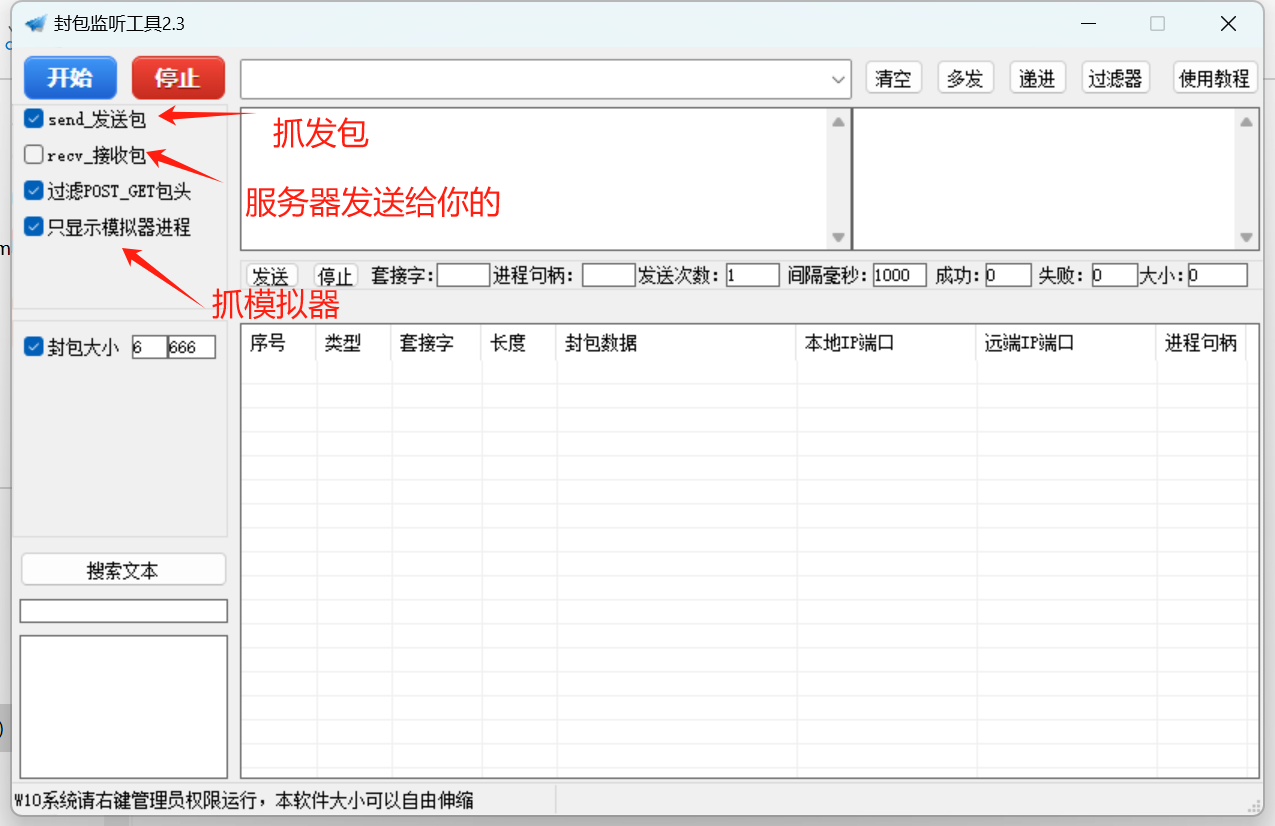 封包监听工具2.3
开始 停止 清空 多发 递进 过滤器 使用教程
send_发送包
抓发包
recv_接收包
过滤POST_GET包头
服务器发送给你的
只显示模拟器进程
m
发送 停止 套接字: 进程句柄: 发送次数: 1 间隔毫秒: 1000 成功: 0 失败: 0 大小: 0
抓模拟器
封包大小 6 666
序号 类型 套接字 长度 封包数据 本地IP端口 远端IP端口 进程句柄
搜索文本
)
W10系统请右键管理员权限运行，本软件大小可以自由伸缩